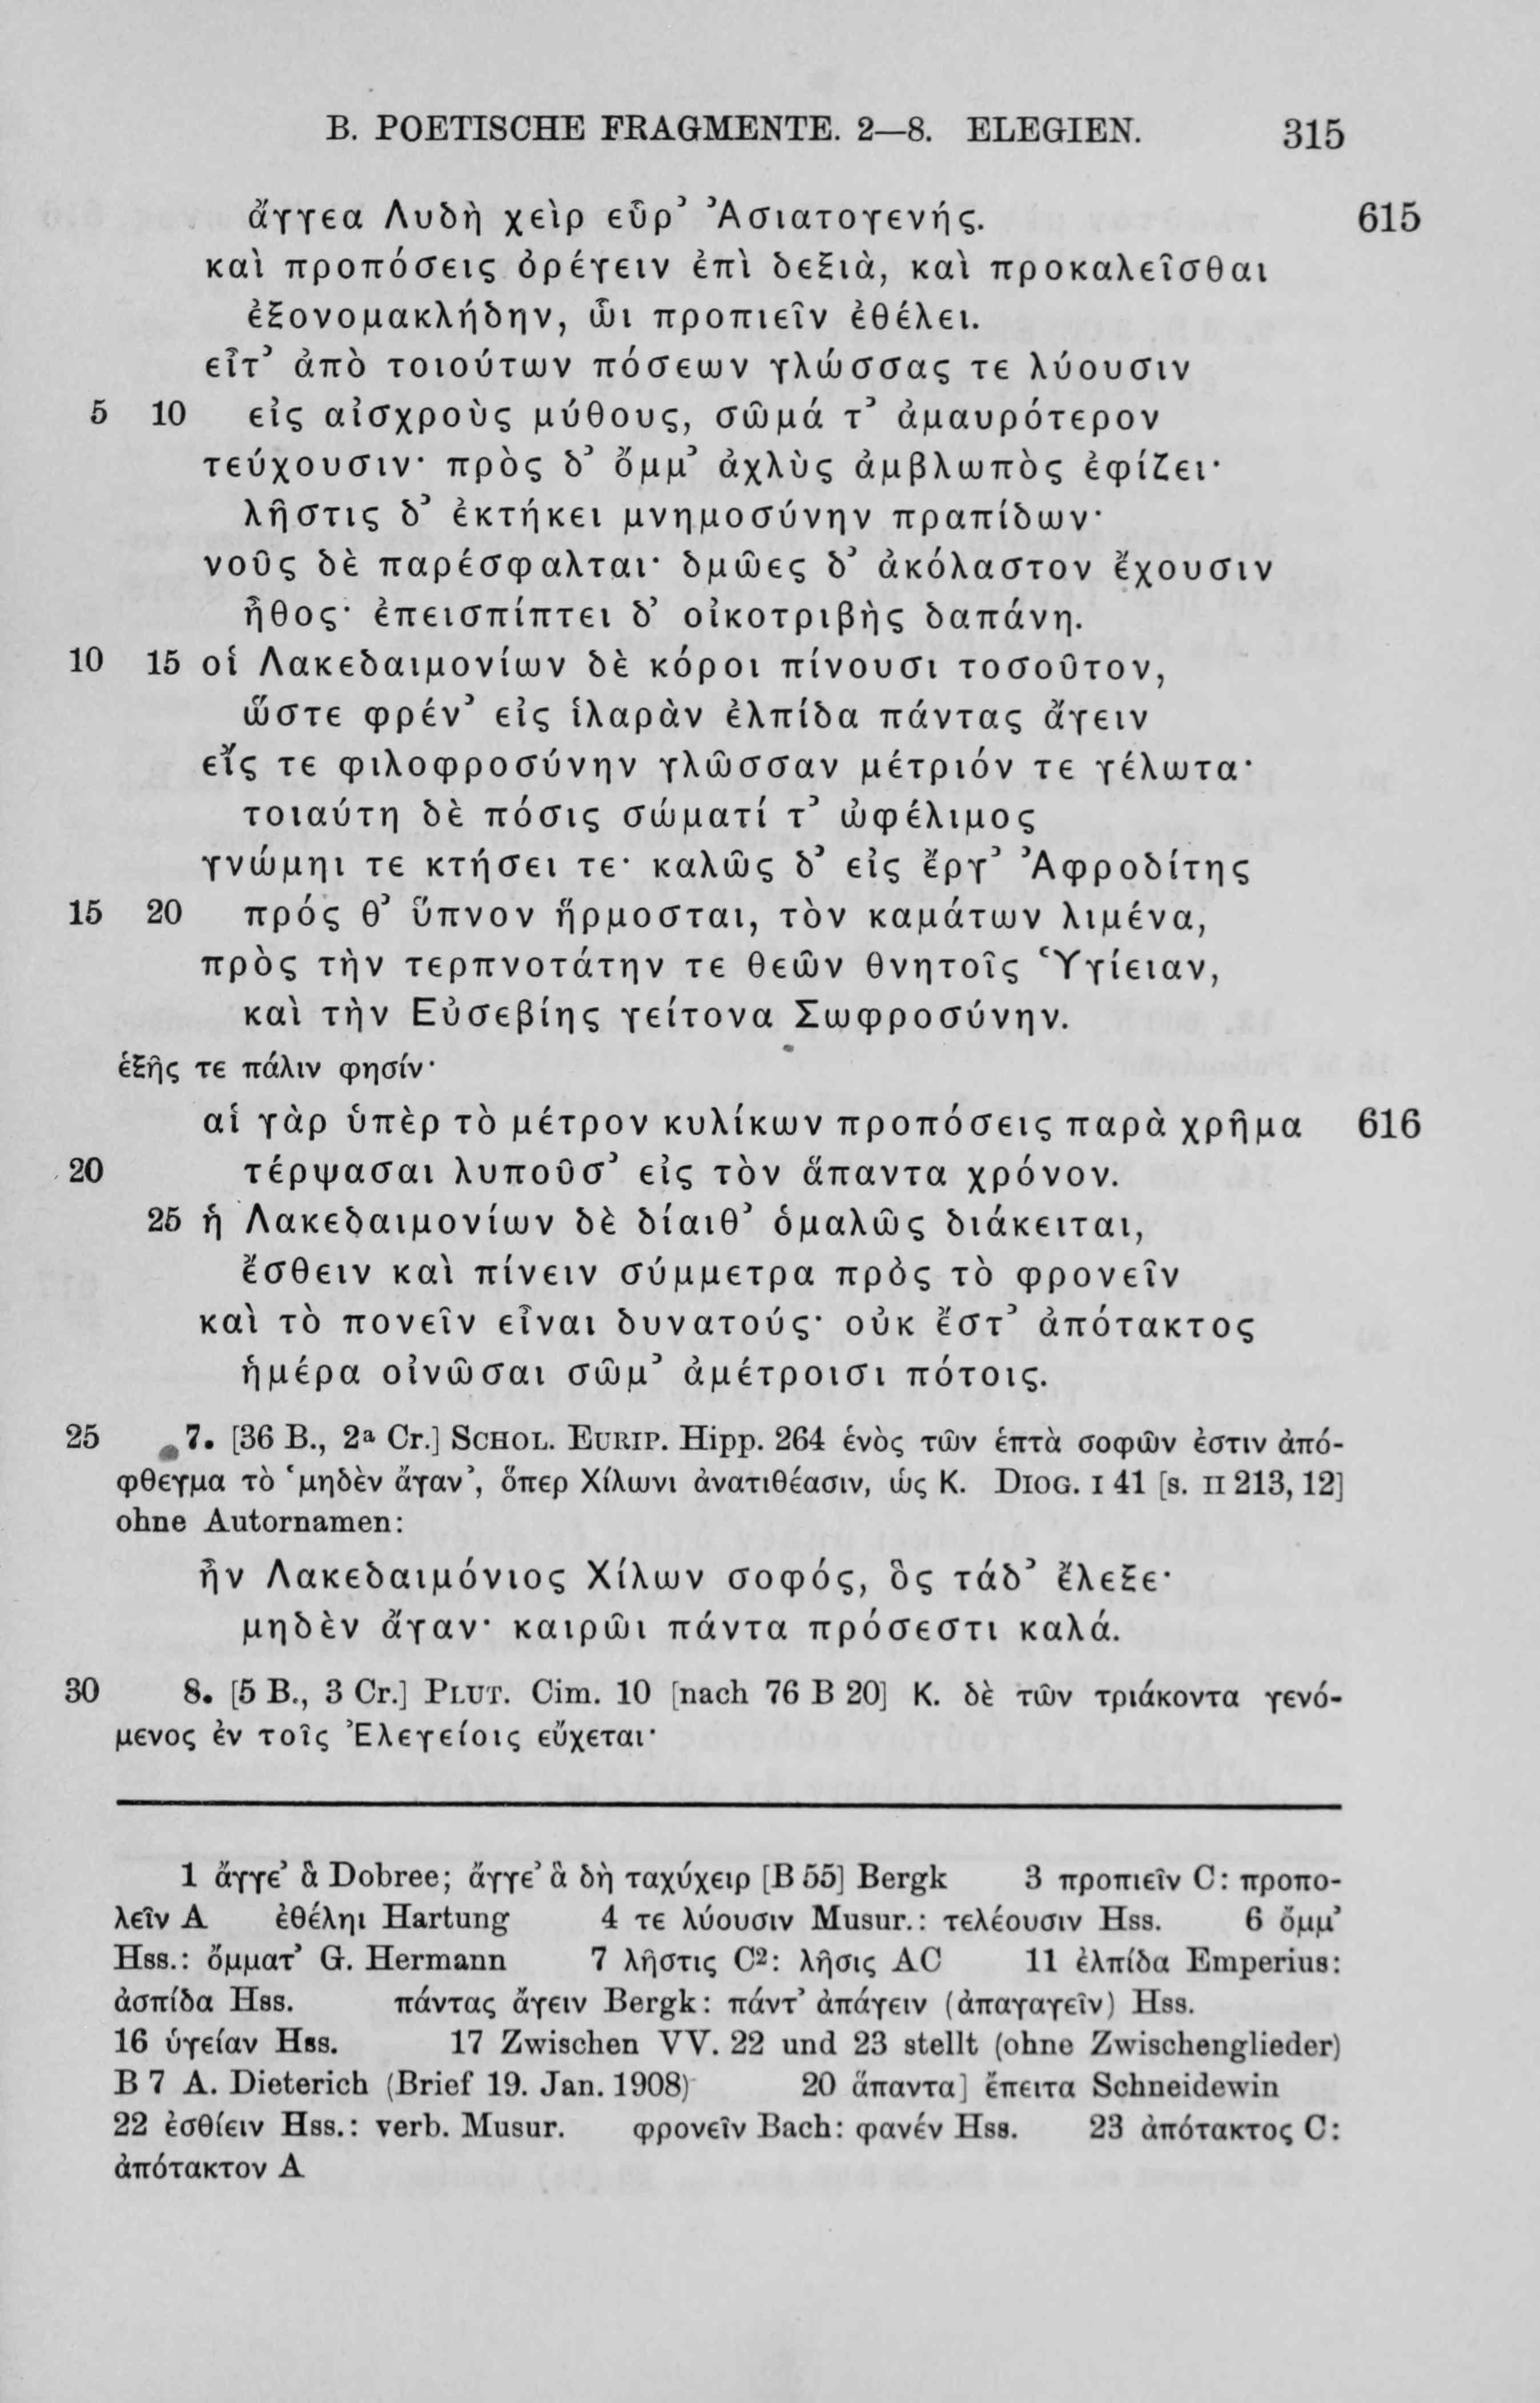 B. POETISCHE FRAGMENTE. 2—8. ELEGIEN. 315
ἄγγεα Λυδὴ χεὶρ εὗρ’ Ἀσιατογενής. 615
καὶ προπόσεις ὀρέγειν ἐπὶ δεξιὰ, καὶ προκαλεῖσθαι
ἐξονομακλήδην, ὧι προπιεῖν ἐθέλει.
εἶτ’ ἀπὸ τοιούτων πόσεων γλώσσας τε λύουσιν
5 10 εἰς αἰσχροὺς μύθους, σῶμά τ’ ἀμαυρότερον
τεύχουσιν· πρὸς δ’ ὄμμ’ ἀχλὺς ἀμβλωπὸς ἐφίζει·
λῆστις δ’ ἐκτήκει μνημοσύνην πραπίδων·
νοῦς δὲ παρέσφαλται· δμῶες δ’ ἀκόλαστον ἔχουσιν
ἦθος· ἐπεισπίπτει δ’ οἰκοτριβὴς δαπάνη.
10 15 οἱ Λακεδαιμονίων δὲ κόροι πίνουσι τοσοῦτον,
ὥστε φρέν’ εἰς ἱλαρὰν ἐλπίδα πάντας ἄγειν
εἴς τε φιλοφροσύνην γλῶσσαν μέτριόν τε γέλωτα·
τοιαύτη δὲ πόσις σώματί τ’ ὠφέλιμος
γνώμηι τε κτήσει τε· καλῶς δ’ εἰς ἔργ’ Ἀφροδίτης
15 20 πρός θ’ ὕπνον ἥρμοσται, τὸν καμάτων λιμένα,
πρὸς τὴν τερπνοτάτην τε θεῶν θνητοῖς Ὑγίειαν,
καὶ τὴν Εὐσεβίης γείτονα Σωφροσύνην.
ἑξῆς τε πάλιν φησίν·
αἱ γὰρ ὑπὲρ τὸ μέτρον κυλίκων προπόσεις παρὰ χρῆμα 616
20 τέρψασαι λυποῦσ’ εἰς τὸν ἅπαντα χρόνον.
25 ἡ Λακεδαιμονίων δὲ δίαιθ’ ὁμαλῶς διάκειται,
ἔσθειν καὶ πίνειν σύμμετρα πρὸς τὸ φρονεῖν
καὶ τὸ πονεῖν εἶναι δυνατούς· οὐκ ἔστ’ ἀπότακτος
ἡμέρα οἰνῶσαι σῶμ’ ἀμέτροισι πότοις.
25 7. [36 B., 2ᵃ Cr.] SCHOL. EURIP. Hipp. 264 ἑνὸς τῶν ἑπτὰ σοφῶν ἐστιν ἀπό-
φθεγμα τὸ ‘μηδὲν ἄγαν’, ὅπερ Χίλωνι ἀνατιθέασιν, ὡς Κ. DIOG. I 41 [s. II 213, 12]
ohne Autornamen:
ἦν Λακεδαιμόνιος Χίλων σοφός, ὃς τάδ’ ἔλεξε·
μηδὲν ἄγαν· καιρῶι πάντα πρόσεστι καλά.
30 8. [5 B., 3 Cr.] PLUT. Cim. 10 [nach 76 B 20] Κ. δὲ τῶν τριάκοντα γενό-
μενος ἐν τοῖς Ἐλεγείοις εὔχεται·
1 ἄγγε’ ἃ Dobree; ἄγγε’ ἃ δὴ ταχύχειρ [B 55] Bergk 3 προπιεῖν C: προπο-
λεῖν A ἐθέληι Hartung 4 τε λύουσιν Musur.: τελέουσιν Hss. 6 ὄμμ’
Hss.: ὄμματ’ G. Hermann 7 λῆστις C²: λῆσις AC 11 ἐλπίδα Emperius:
ἀσπίδα Hss. πάντας ἄγειν Bergk: πάντ’ ἀπάγειν (ἀπαγαγεῖν) Hss.
16 ὑγείαν Hss. 17 Zwischen VV. 22 und 23 stellt (ohne Zwischenglieder)
B 7 A. Dieterich (Brief 19. Jan. 1908) 20 ἅπαντα] ἔπειτα Schneidewin
22 ἐσθίειν Hss.: verb. Musur. φρονεῖν Bach: φανέν Hss. 23 ἀπότακτος C:
ἀπότακτον A